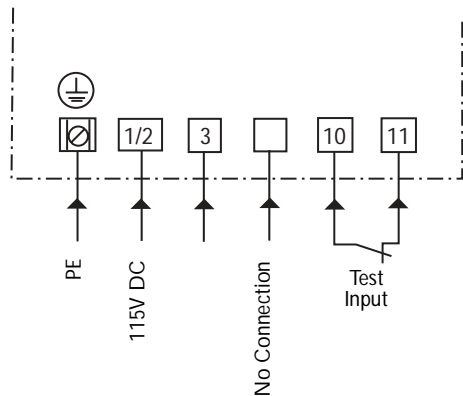 1/2
3
10
11
PE
115V DC
No Connection
Test
Input